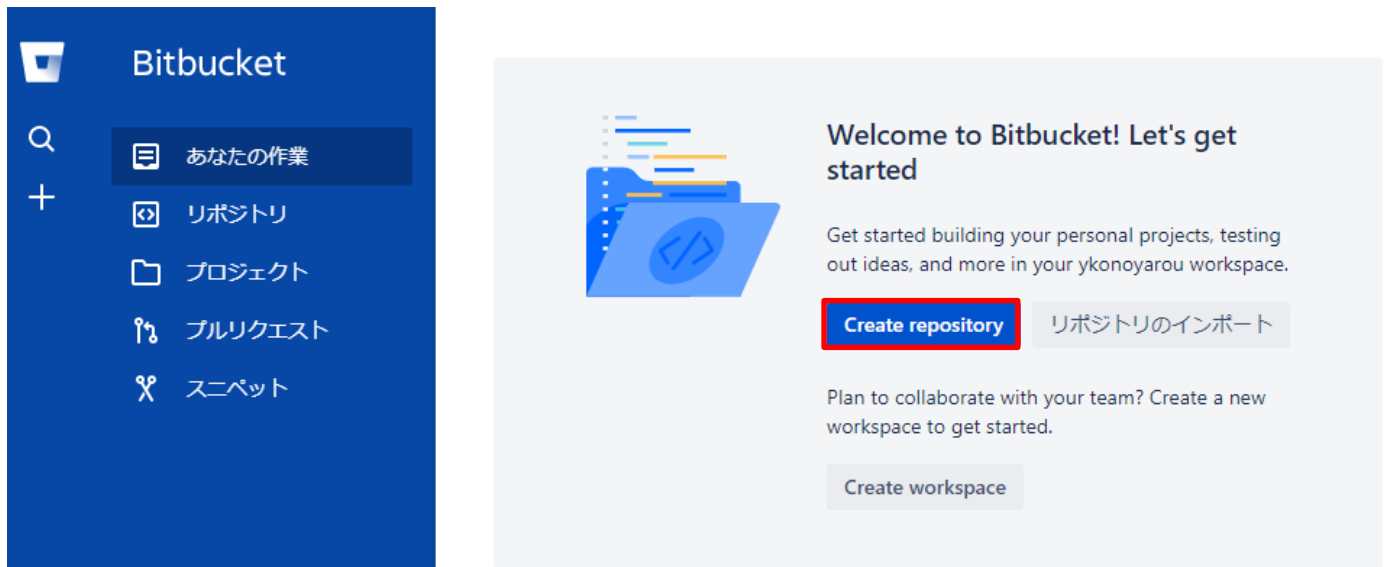 Bitbucket
あなたの作業
リポジトリ
プロジェクト
プルリクエスト
スニペット
Welcome to Bitbucket! Let's get
started
Get started building your personal projects, testing
out ideas, and more in your ykonoyarou workspace.
Create repository
リポジトリのインポート
Plan to collaborate with your team? Create a new
workspace to get started.
Create workspace